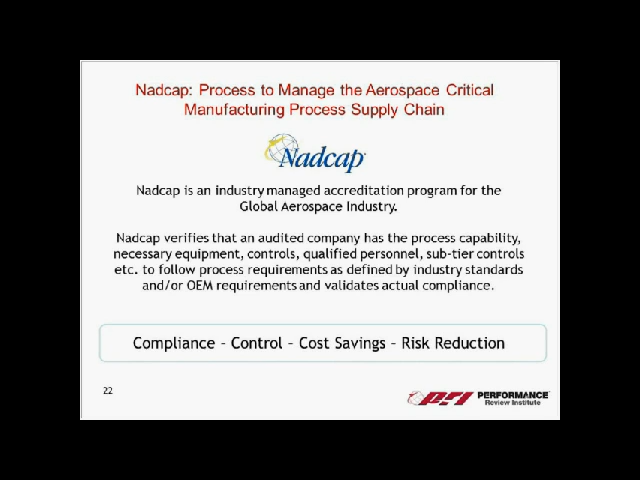 Nadcap: Process to Manage the Aerospace Critical
Manufacturing Process Supply Chain
Nadcap
Nadcap is an industry managed accreditation program for the
Global Aerospace Industry.
Nadcap verifies that an audited company has the process capability,
necessary equipment, controls, qualified personnel, sub-tier controls
etc. to follow process requirements as defined by industry standards
and/or OEM requirements and validates actual compliance.
Compliance – Control – Cost Savings – Risk Reduction
22
PRI PERFORMANCE
Review Institute